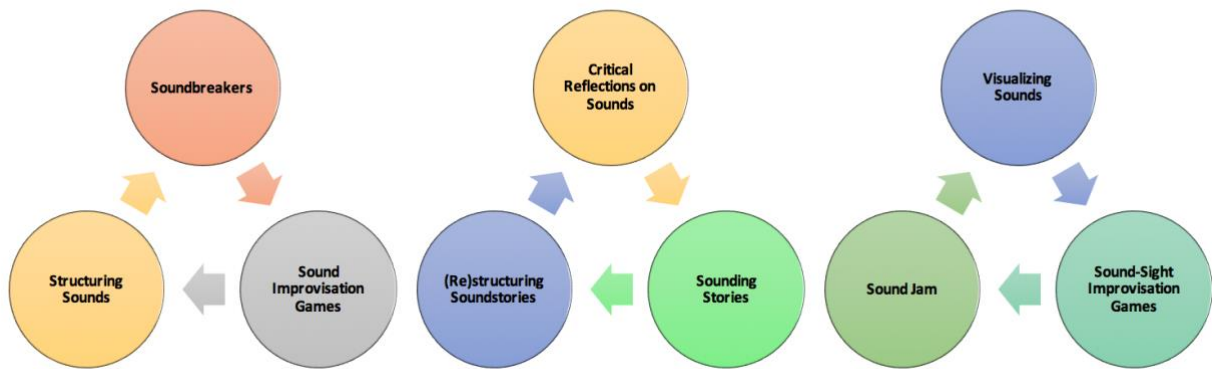 Soundbreakers
Critical
Reflections on
Sounds
Visualizing
Sounds
Structuring
Sounds
Sound
Improvisation
Games
(Re)structuring
Soundstories
Sounding
Stories
Sound Jam
Sound-Sight
Improvisation
Games